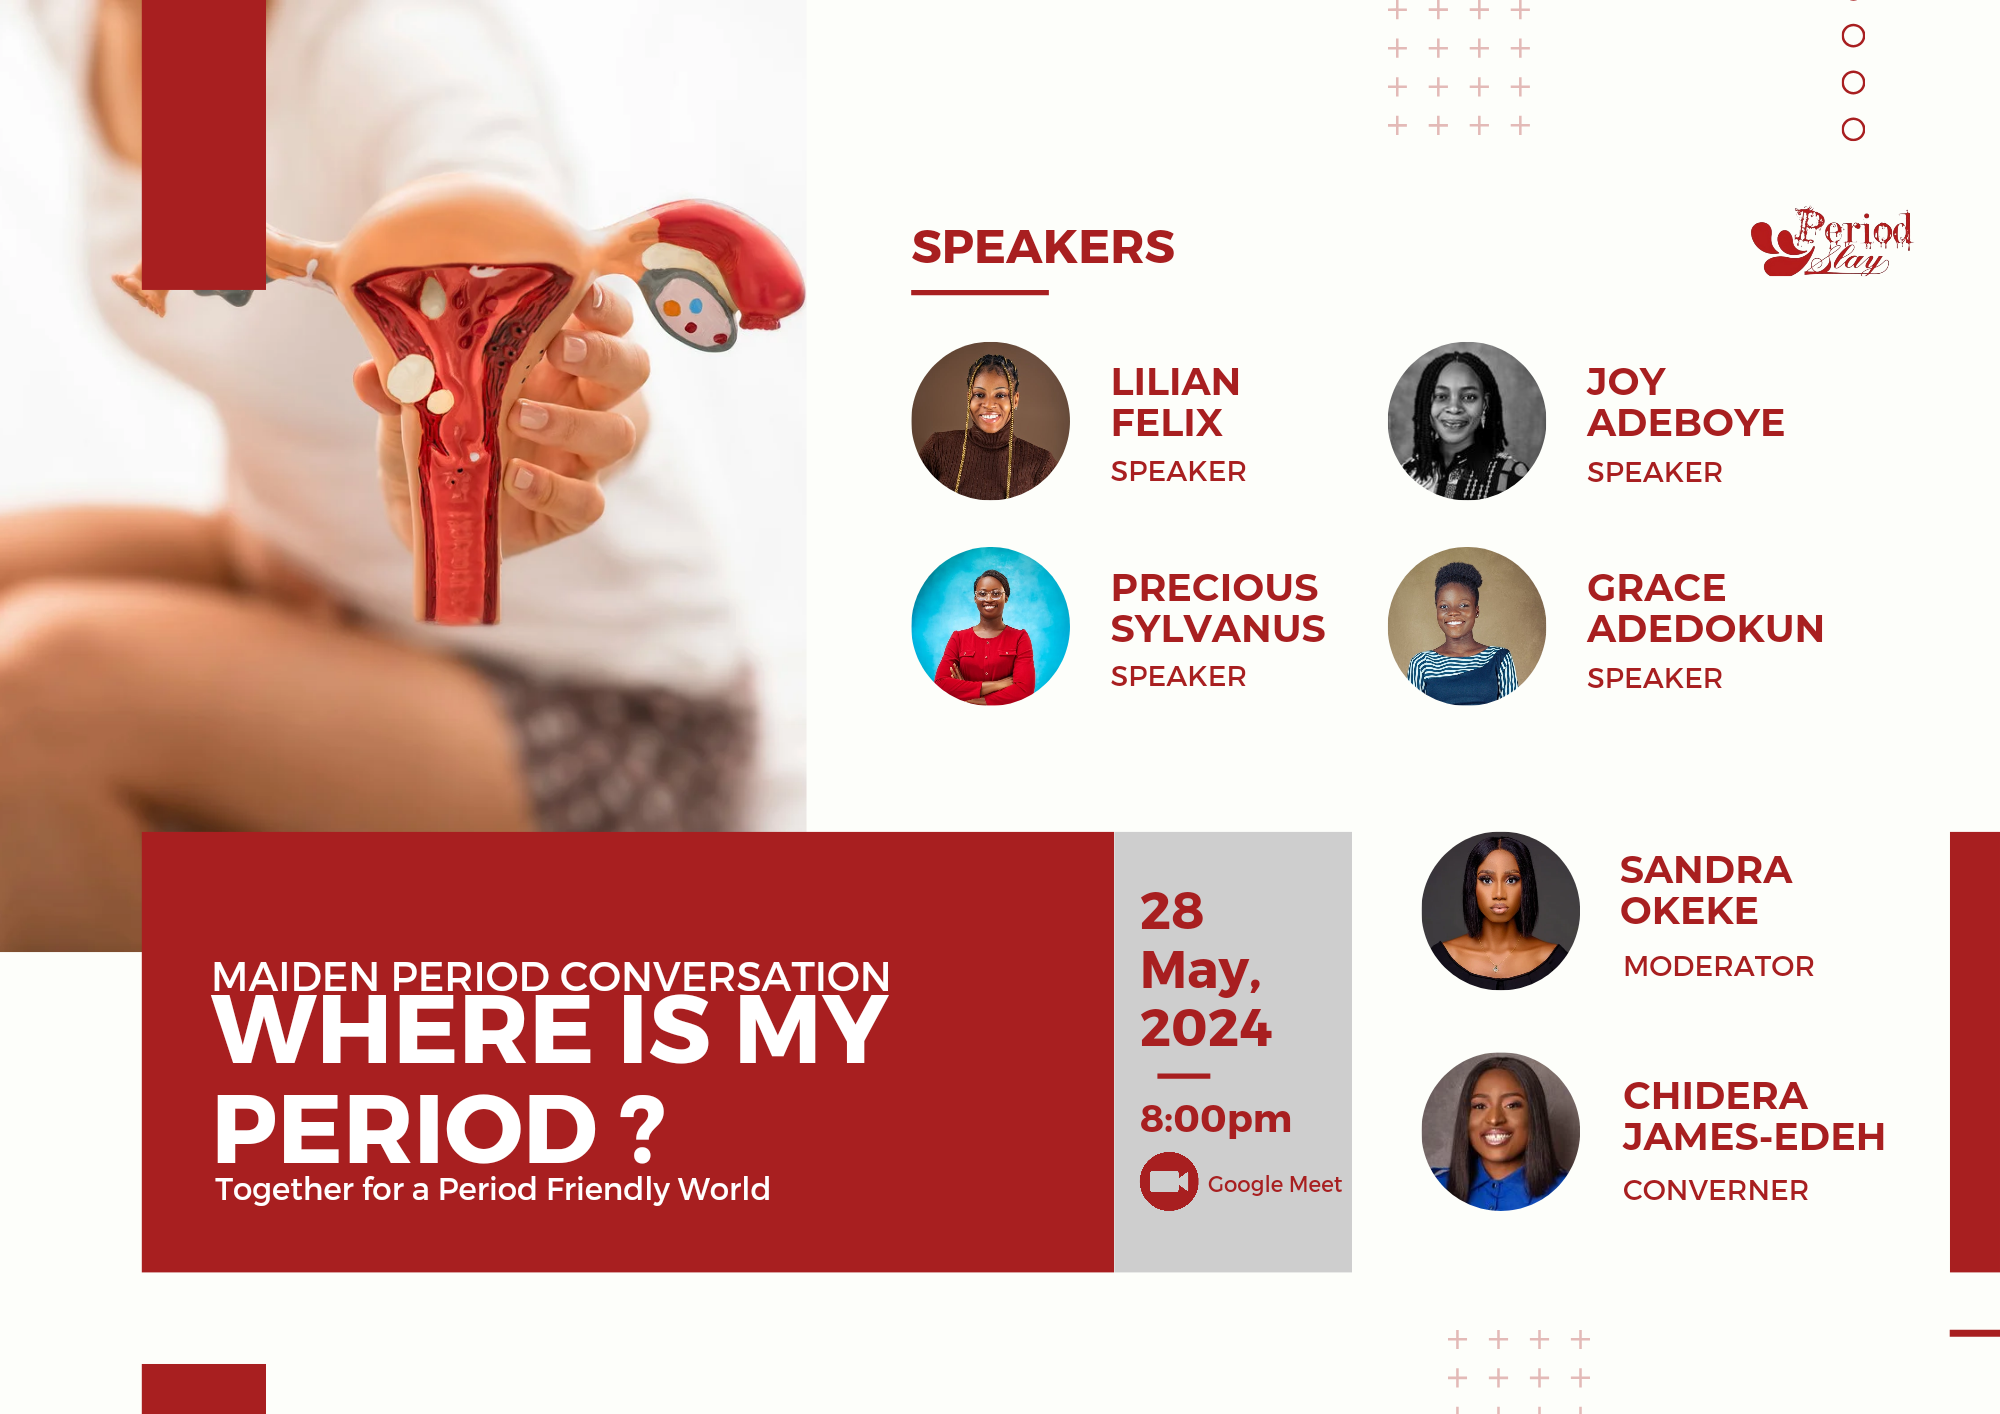 SPEAKERS
Period
Slay
LILIAN
FELIX
SPEAKER
JOY
ADEBOYE
SPEAKER
PRECIOUS
SYLVANUS
SPEAKER
GRACE
ADEDOKUN
SPEAKER
MAIDEN PERIOD CONVERSATION
WHERE IS MY
PERIOD ?
Together for a Period Friendly World
28
May,
2024
8:00pm
Google Meet
SANDRA
OKEKE
MODERATOR
CHIDERA
JAMES-EDEH
CONVERNER